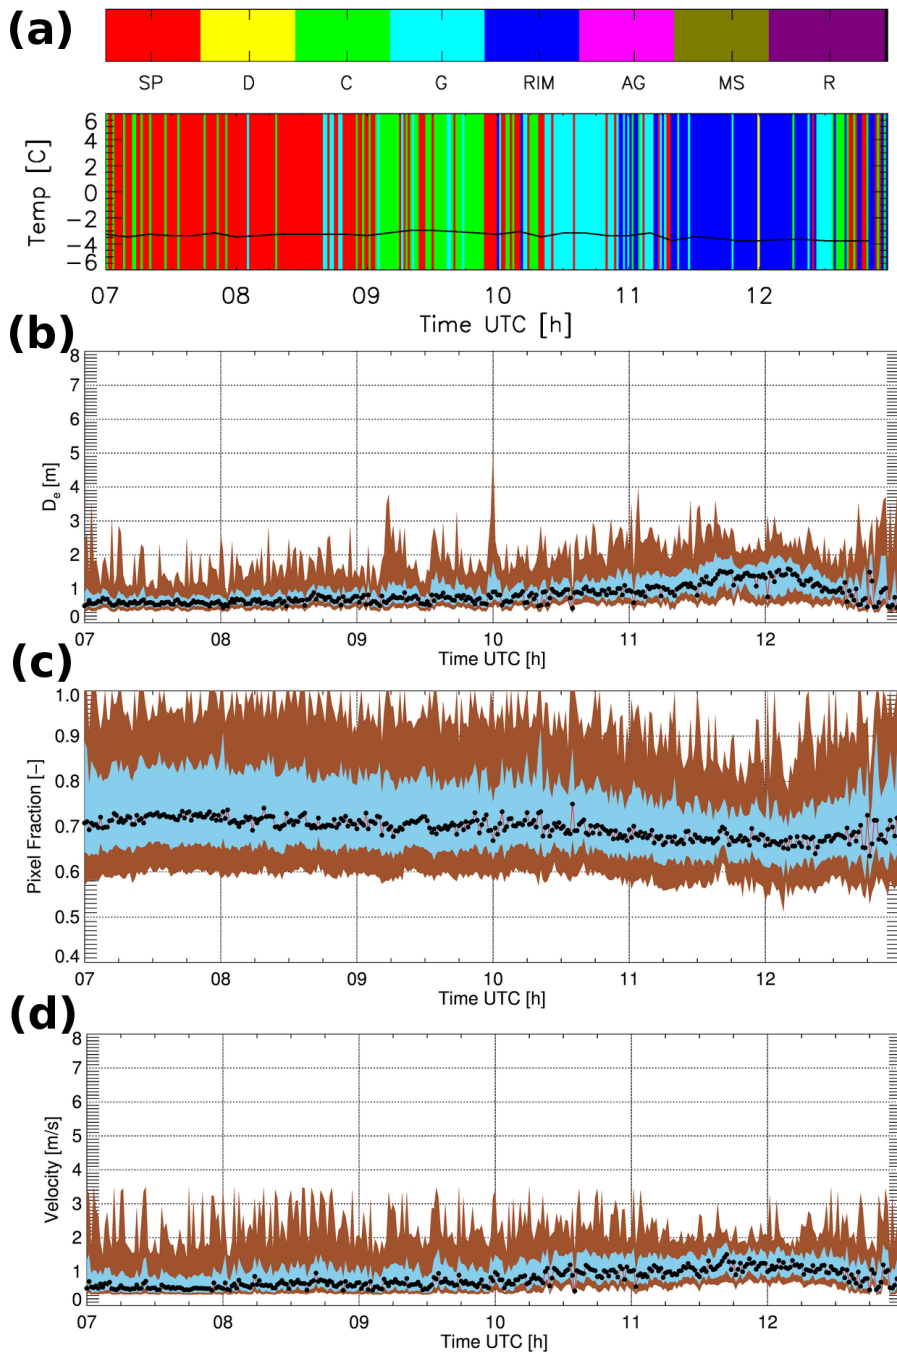 (a)
SP D C G RIM AG MS R
Temp [C]
6
4
2
0
−2
−4
−6
07 08 09 10 11 12
Time UTC [h]
(b)
De [m]
8
7
6
5
4
3
2
1
0
07 08 09 10 11 12
Time UTC [h]
(c)
Pixel Fraction [–]
1.0
0.9
0.8
0.7
0.6
0.5
0.4
07 08 09 10 11 12
Time UTC [h]
(d)
Velocity [m/s]
8
7
6
5
4
3
2
1
0
07 08 09 10 11 12
Time UTC [h]